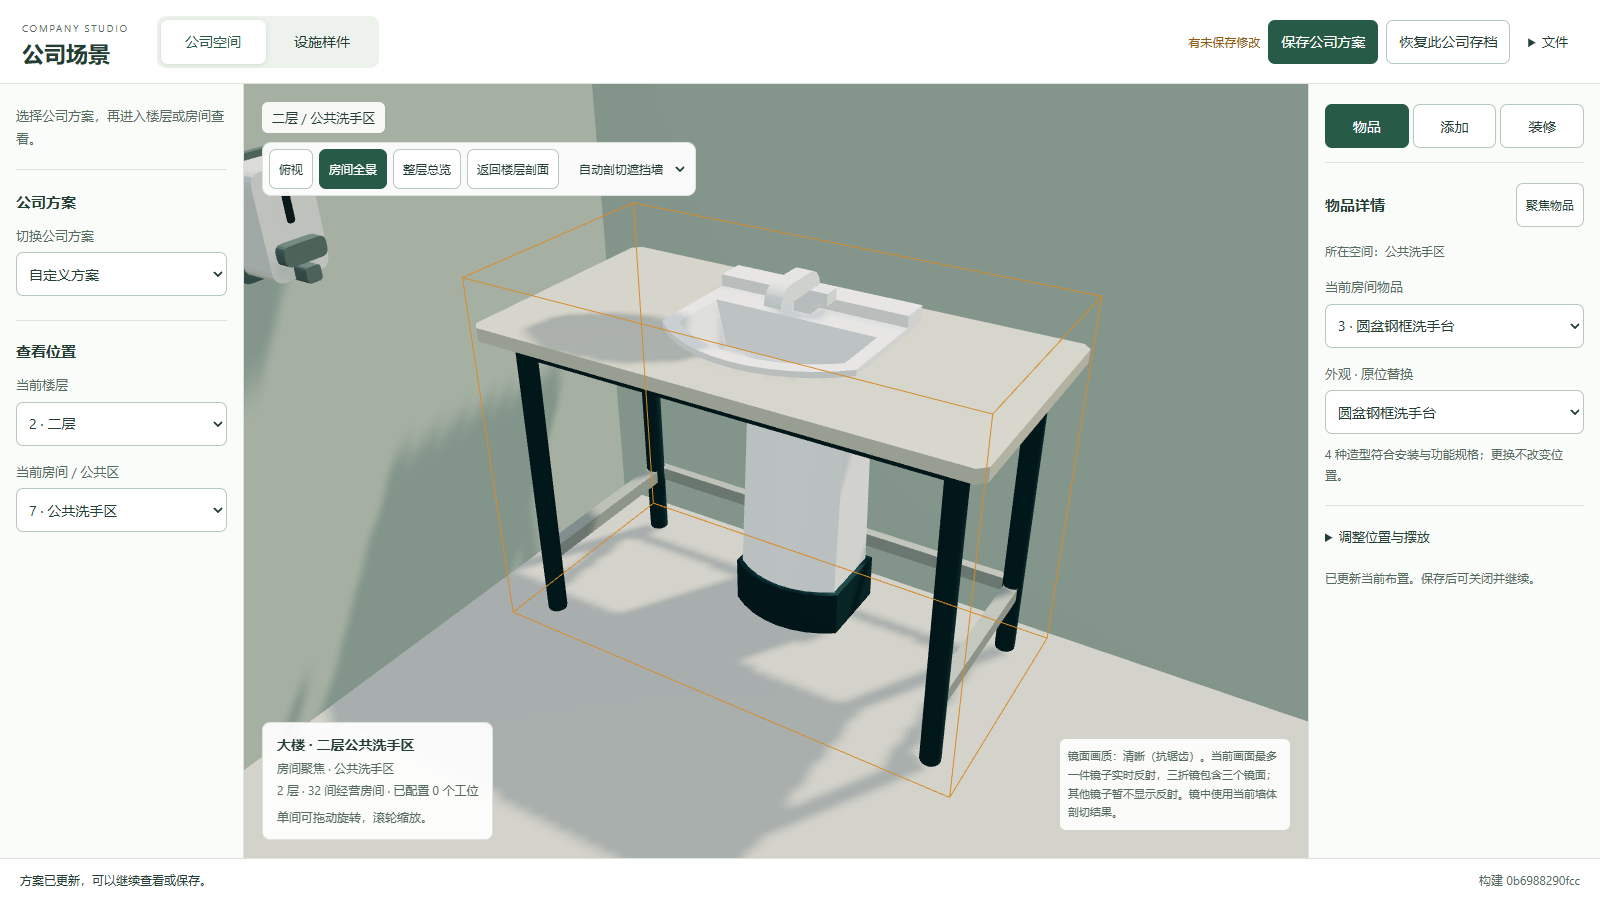 COMPANY STUDIO
公司场景
公司空间
设施样件
有未保存修改
保存公司方案
恢复此公司存档
▶ 文件
选择公司方案，再进入楼层或房间查
看。
公司方案
切换公司方案
自定义方案
查看位置
当前楼层
2 · 二层
当前房间 / 公共区
7 · 公共洗手区
二层 / 公共洗手区
俯视
房间全景
整层总览
返回楼层剖面
自动剖切遮挡墙
大楼 · 二层公共洗手区
房间聚焦 · 公共洗手区
2 层 · 32 间经营房间 · 已配置 0 个工位
单间可拖动旋转，滚轮缩放。
镜面画质：清晰（抗锯齿）。当前画面最多
一件镜子实时反射，三折镜包含三个镜面；
其他镜子暂不显示反射。镜中使用当前墙体
剖切结果。
物品
添加
装修
物品详情
聚焦物品
所在空间：公共洗手区
当前房间物品
3 · 圆盆钢框洗手台
外观 · 原位替换
圆盆钢框洗手台
4 种造型符合安装与功能规格；更换不改变位
置。
▶ 调整位置与摆放
已更新当前布置。保存后可关闭并继续。
方案已更新，可以继续查看或保存。
构建 0b6988290fcc